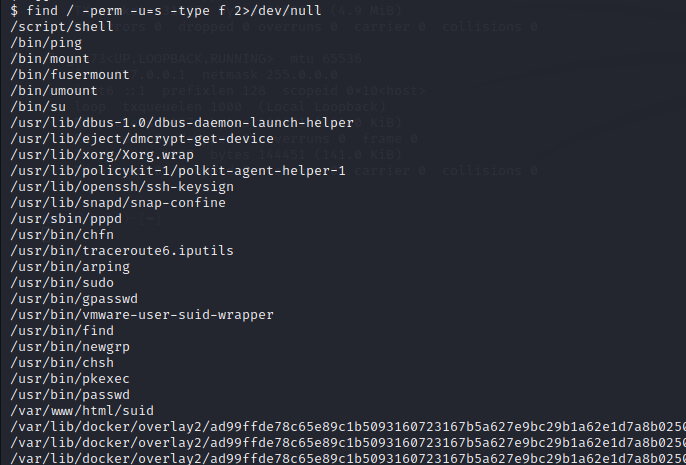 $ find / -perm -u=s -type f 2>/dev/null
/script/shell
/bin/ping
/bin/mount
/bin/fusermount
/bin/umount
/bin/su
/usr/lib/dbus-1.0/dbus-daemon-launch-helper
/usr/lib/eject/dmcrypt-get-device
/usr/lib/xorg/Xorg.wrap
/usr/lib/policykit-1/polkit-agent-helper-1
/usr/lib/openssh/ssh-keysign
/usr/lib/snapd/snap-confine
/usr/sbin/pppd
/usr/bin/chfn
/usr/bin/traceroute6.iputils
/usr/bin/arping
/usr/bin/sudo
/usr/bin/gpasswd
/usr/bin/vmware-user-suid-wrapper
/usr/bin/find
/usr/bin/newgrp
/usr/bin/chsh
/usr/bin/pkexec
/usr/bin/passwd
/var/www/html/suid
/var/lib/docker/overlay2/ad99ffde78c65e89c1b5093160723167b5a627e9bc29b1a62e1d7a8b0250
/var/lib/docker/overlay2/ad99ffde78c65e89c1b5093160723167b5a627e9bc29b1a62e1d7a8b0250
/var/lib/docker/overlay2/ad99ffde78c65e89c1b5093160723167b5a627e9bc29b1a62e1d7a8b0250